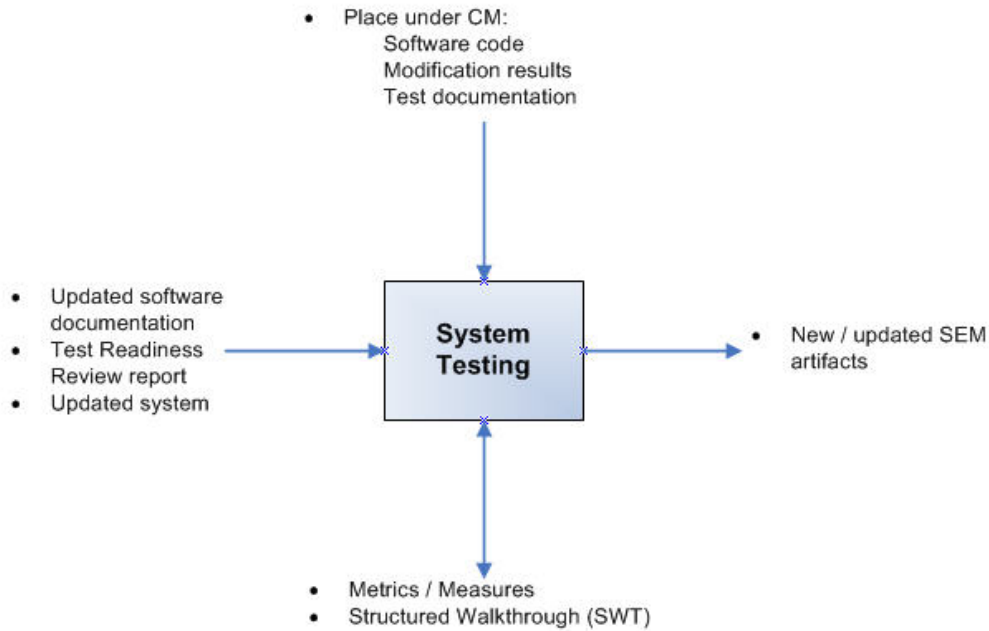 • Place under CM:
Software code
Modification results
Test documentation
• Updated software
documentation
• Test Readiness
Review report
• Updated system
System
Testing
• New / updated SEM
artifacts
• Metrics / Measures
• Structured Walkthrough (SWT)